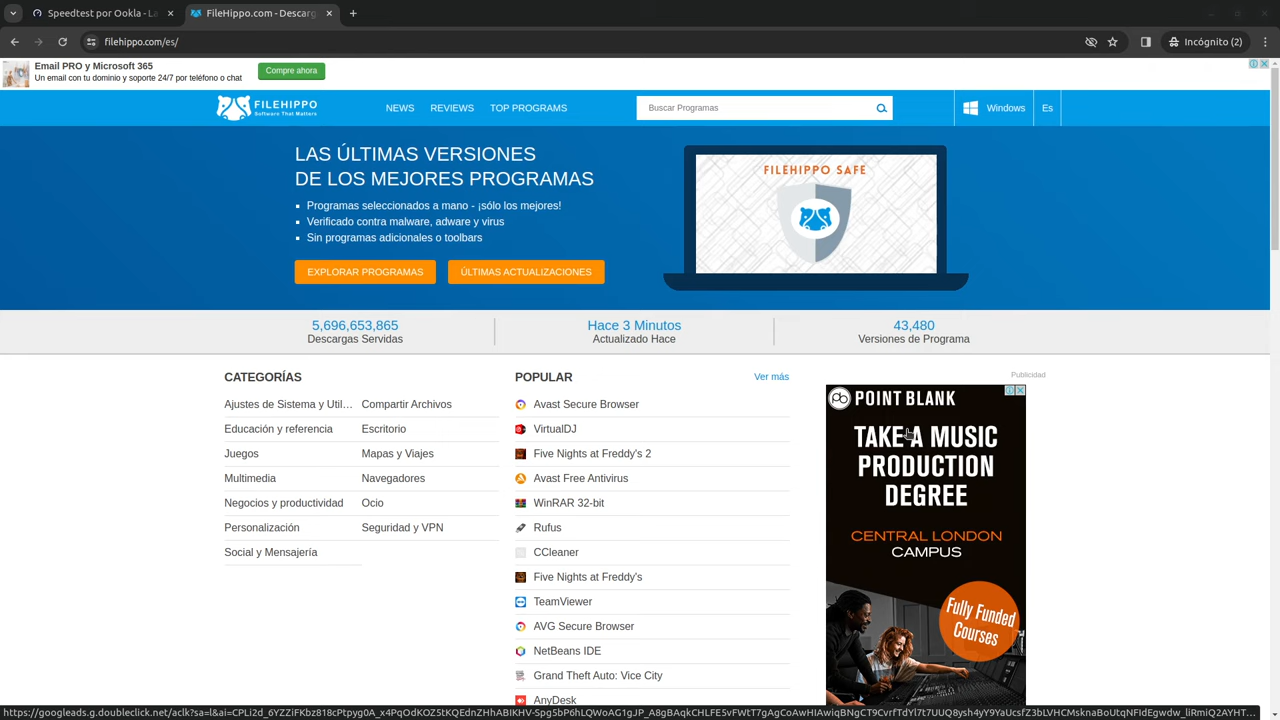 Speedtest por Ookla - La
FileHippo.com - Descarg
filehippo.com/es/
Incógnito (2)
Email PRO y Microsoft 365
Un email con tu dominio y soporte 24/7 por teléfono o chat
Compre ahora
FILEHIPPO
Software That Matters
NEWS
REVIEWS
TOP PROGRAMS
Buscar Programas
Windows
Es
LAS ÚLTIMAS VERSIONES
DE LOS MEJORES PROGRAMAS
Programas seleccionados a mano - ¡sólo los mejores!
Verificado contra malware, adware y virus
Sin programas adicionales o toolbars
EXPLORAR PROGRAMAS
ÚLTIMAS ACTUALIZACIONES
FILEHIPPO SAFE
5,696,653,865
Descargas Servidas
Hace 3 Minutos
Actualizado Hace
43,480
Versiones de Programa
CATEGORÍAS
Ajustes de Sistema y Util...
Compartir Archivos
Educación y referencia
Escritorio
Juegos
Mapas y Viajes
Multimedia
Navegadores
Negocios y productividad
Ocio
Personalización
Seguridad y VPN
Social y Mensajería
POPULAR
Ver más
Avast Secure Browser
VirtualDJ
Five Nights at Freddy's 2
Avast Free Antivirus
WinRAR 32-bit
Rufus
CCleaner
Five Nights at Freddy's
TeamViewer
AVG Secure Browser
NetBeans IDE
Grand Theft Auto: Vice City
AnyDesk
Publicidad
POINT BLANK
TAKE A MUSIC
PRODUCTION
DEGREE
CENTRAL LONDON
CAMPUS
Fully Funded
Courses